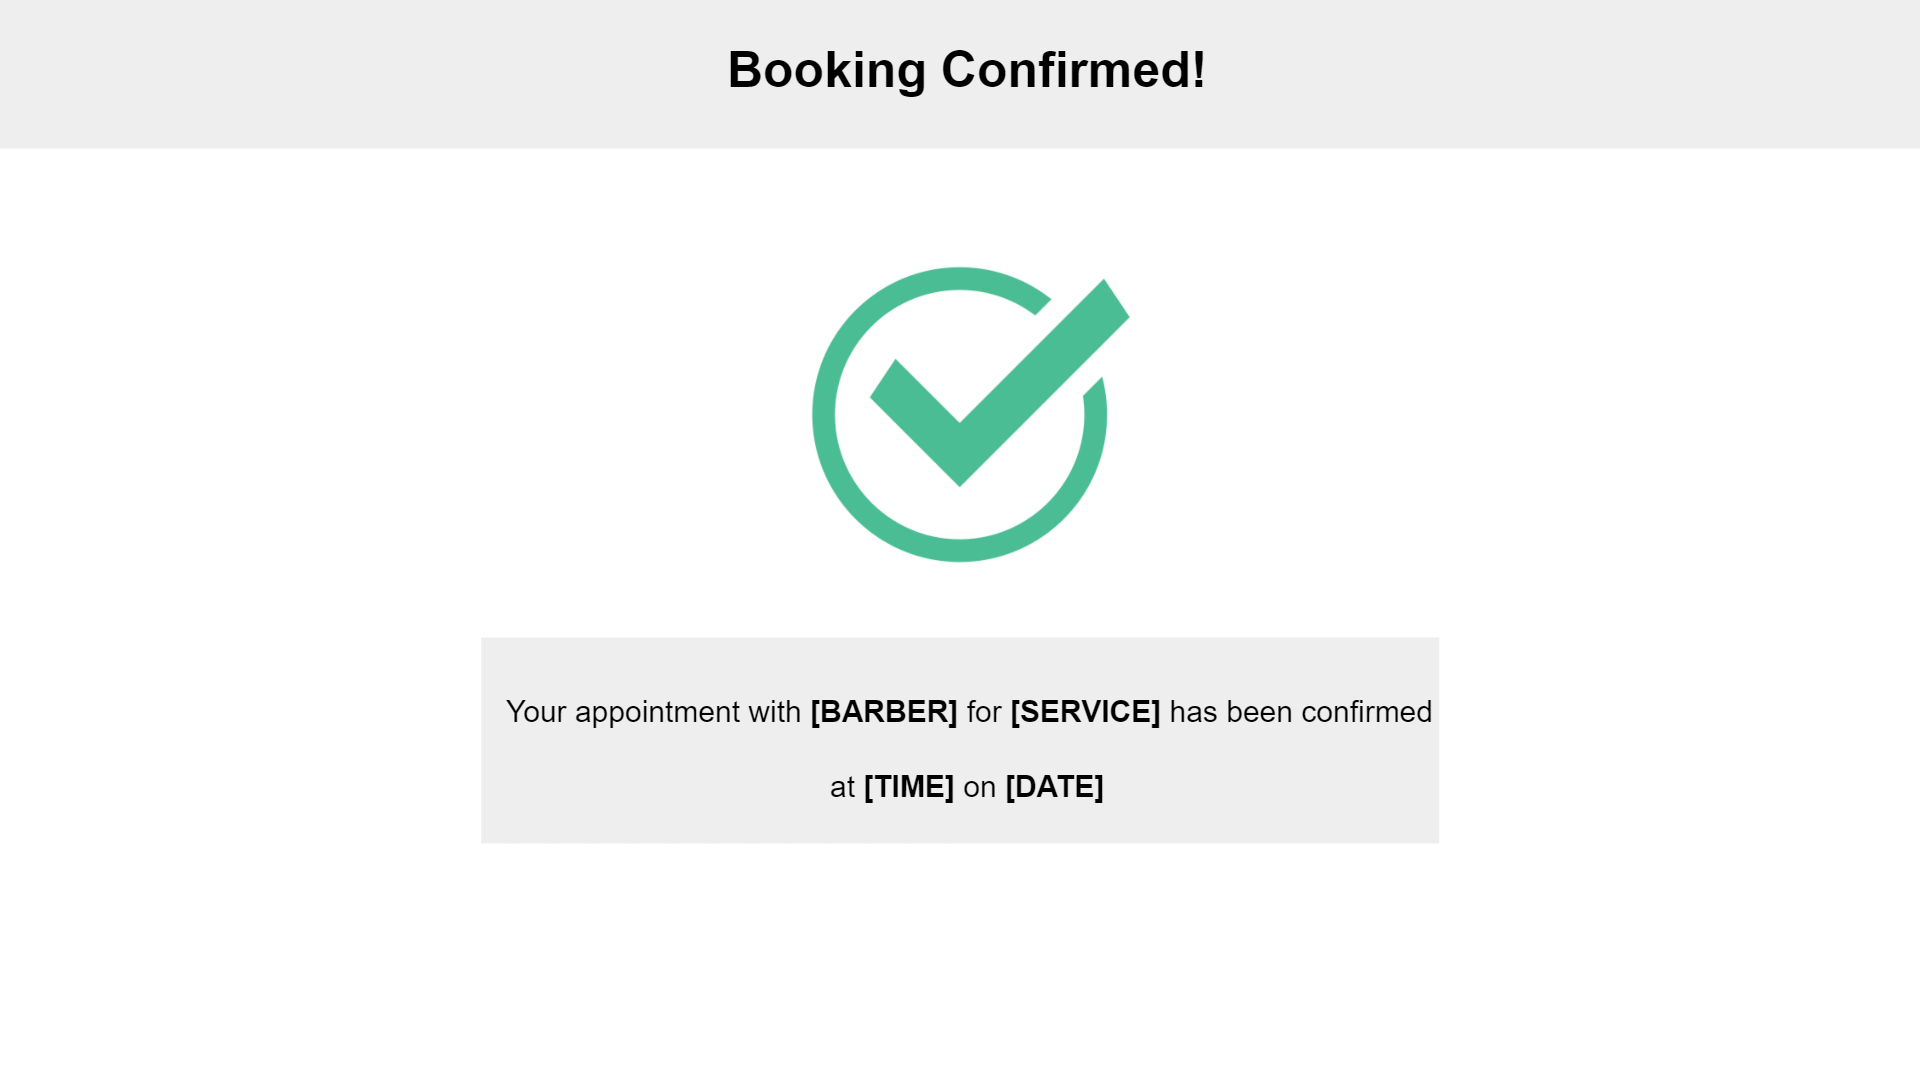 Booking Confirmed!
Your appointment with [BARBER] for [SERVICE] has been confirmed
at [TIME] on [DATE]